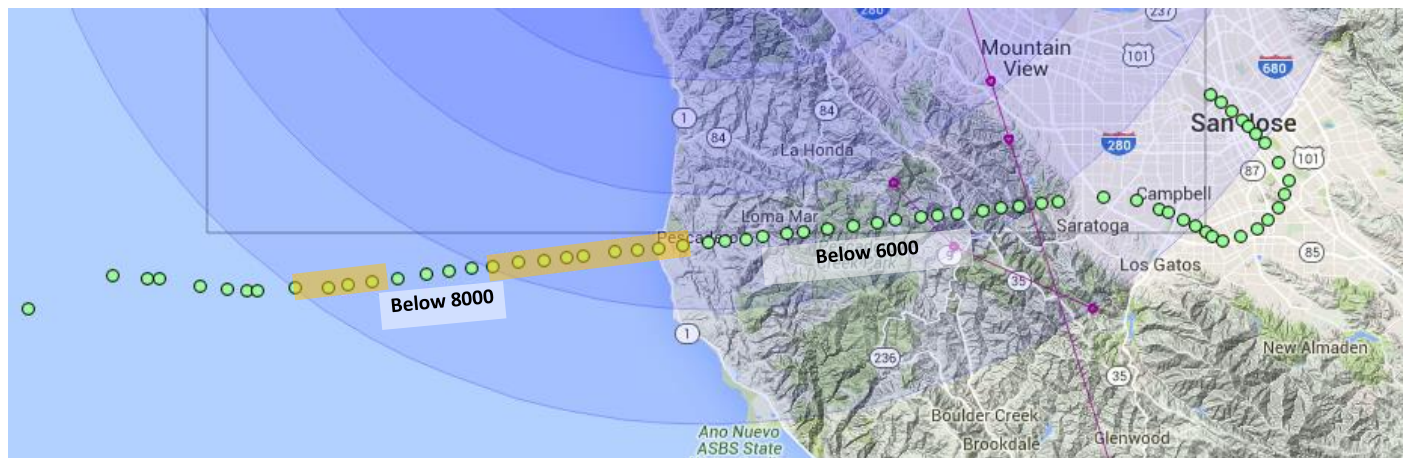 280
237
Mountain
View
101
680
1
84
84
San Jose
280
La Honda
101
87
Campbell
Loma Mar
Saratoga
Below 6000
9
85
Los Gatos
35
Below 8000
1
236
New Almaden
35
Boulder Creek
Glenwood
Ano Nuevo
Brookdale
ASBS State